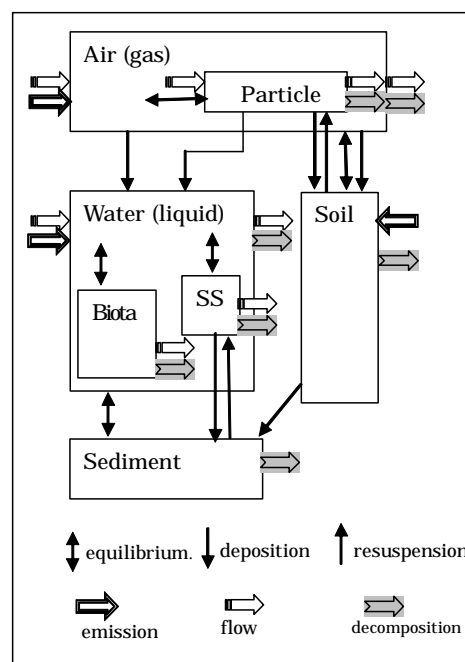 Air (gas)
Particle
Water (liquid)
Soil
SS
Biota
Sediment
equilibrium. deposition resuspension
emission flow decomposition